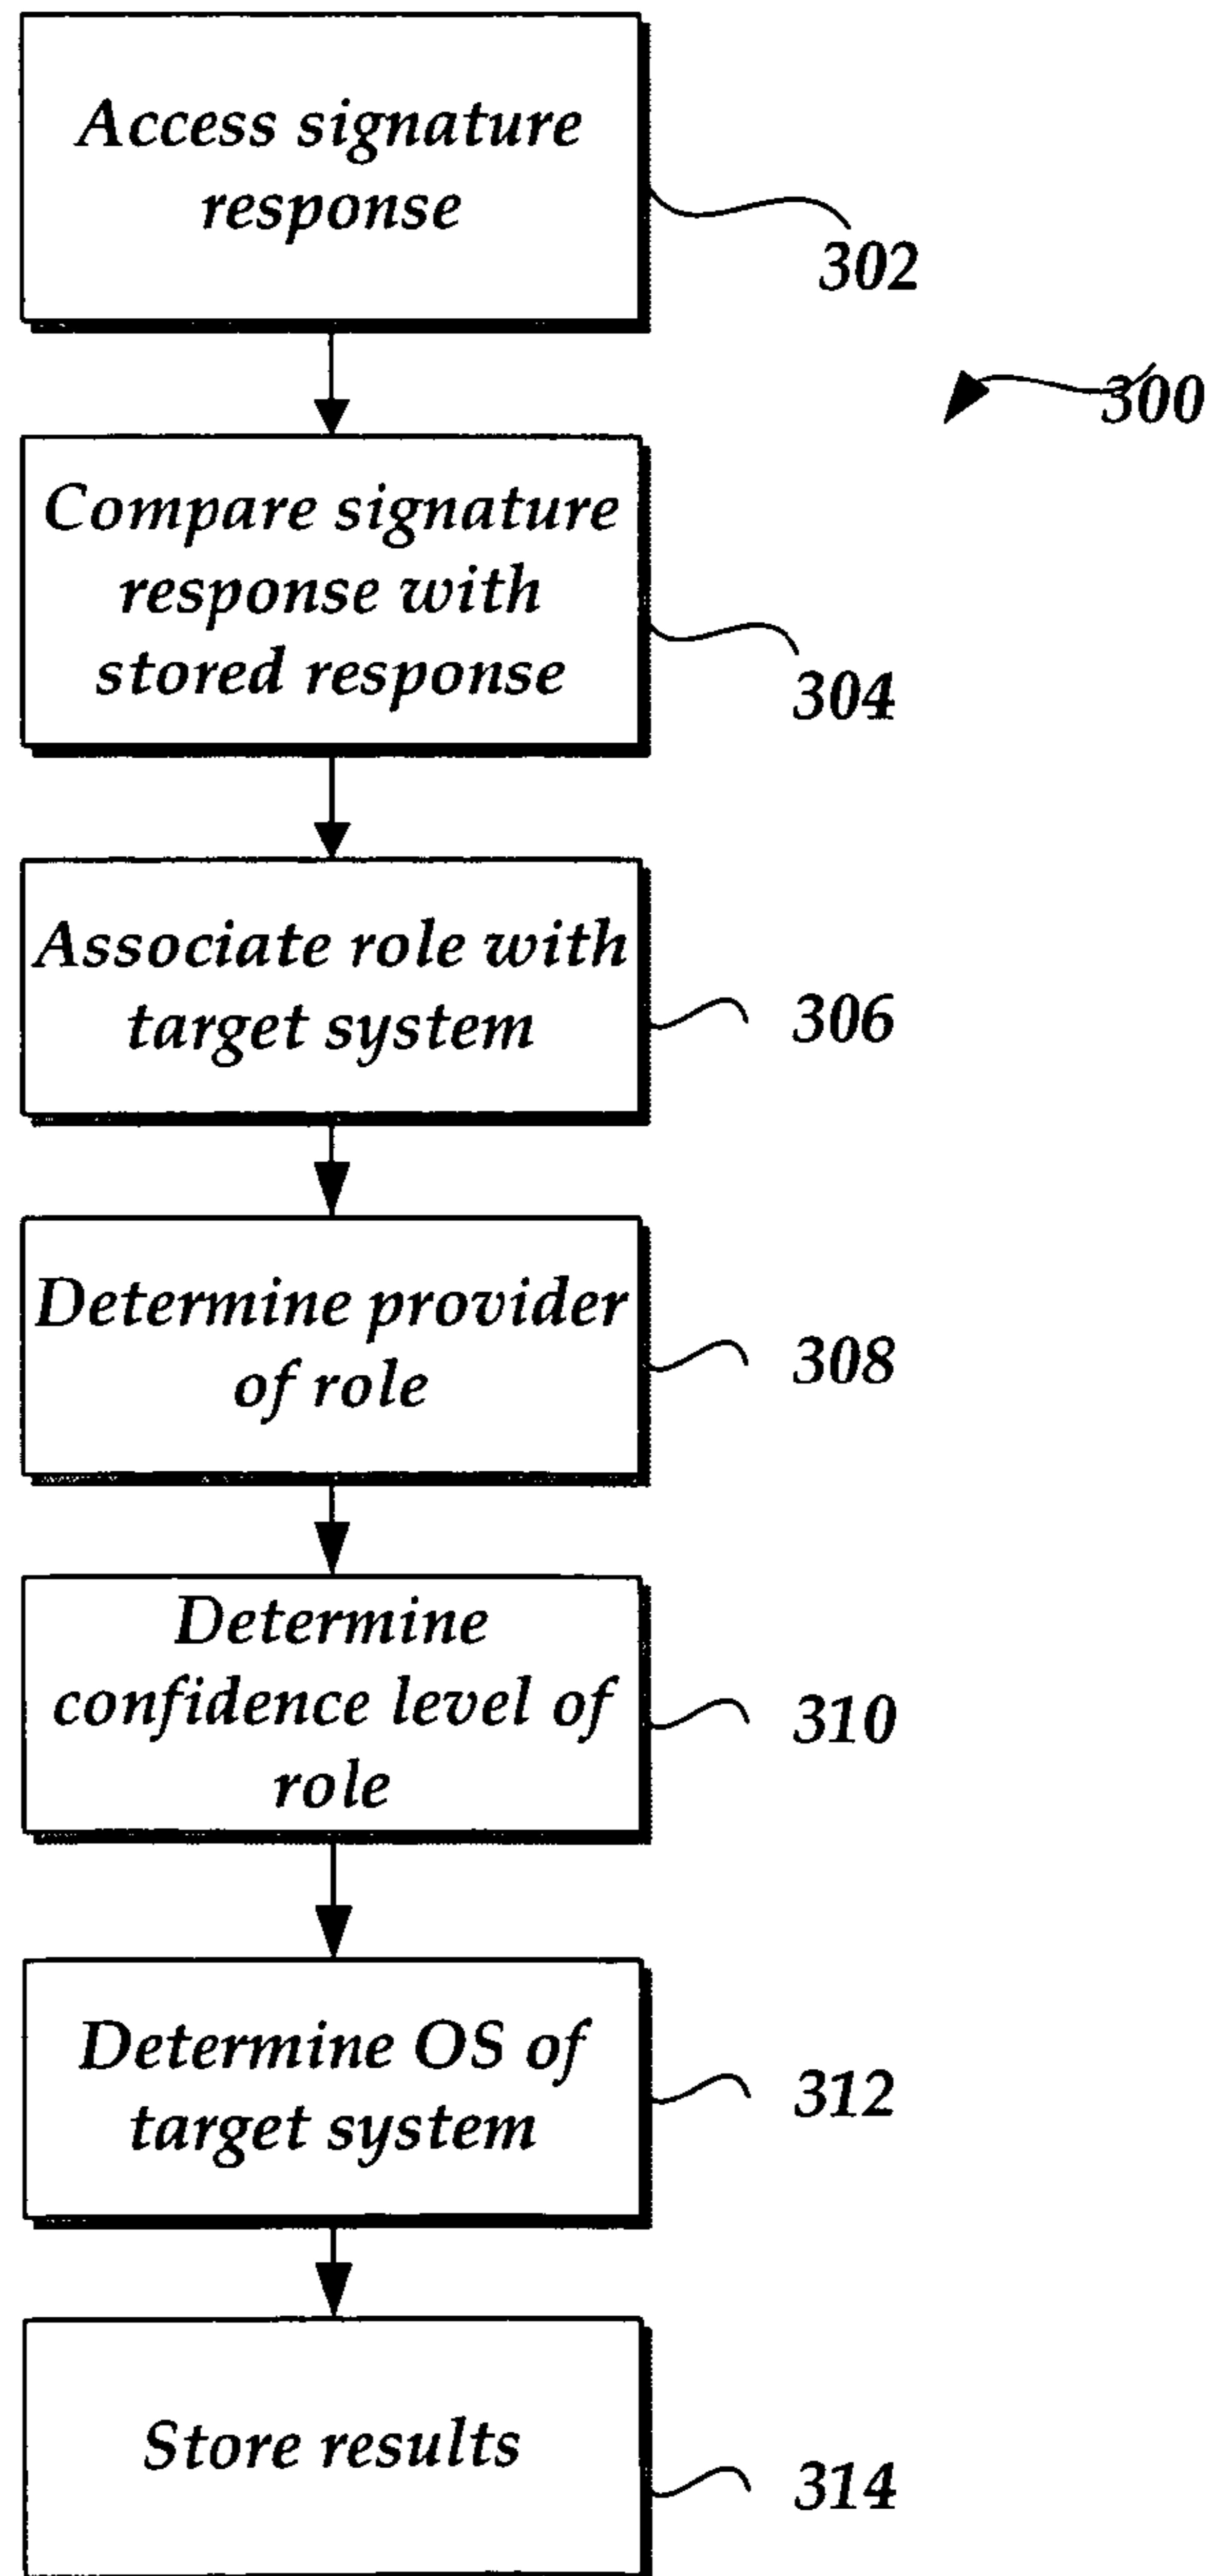 Access signature
response
302
300
Compare signature
response with
stored response
304
Associate role with
target system
306
Determine provider
of role
308
Determine
confidence level of
role
310
Determine OS of
target system
312
Store results
314